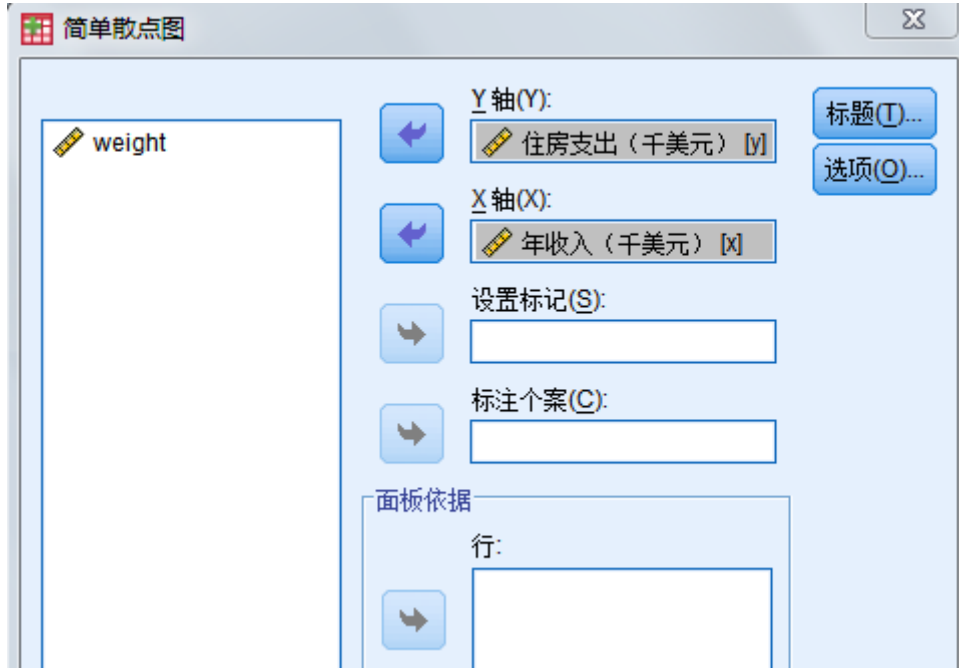 简单散点图
weight
Y 轴(Y):
住房支出（千美元） [y]
X 轴(X):
年收入（千美元） [x]
设置标记(S):
标注个案(C):
面板依据
行:
标题(T)...
选项(O)...